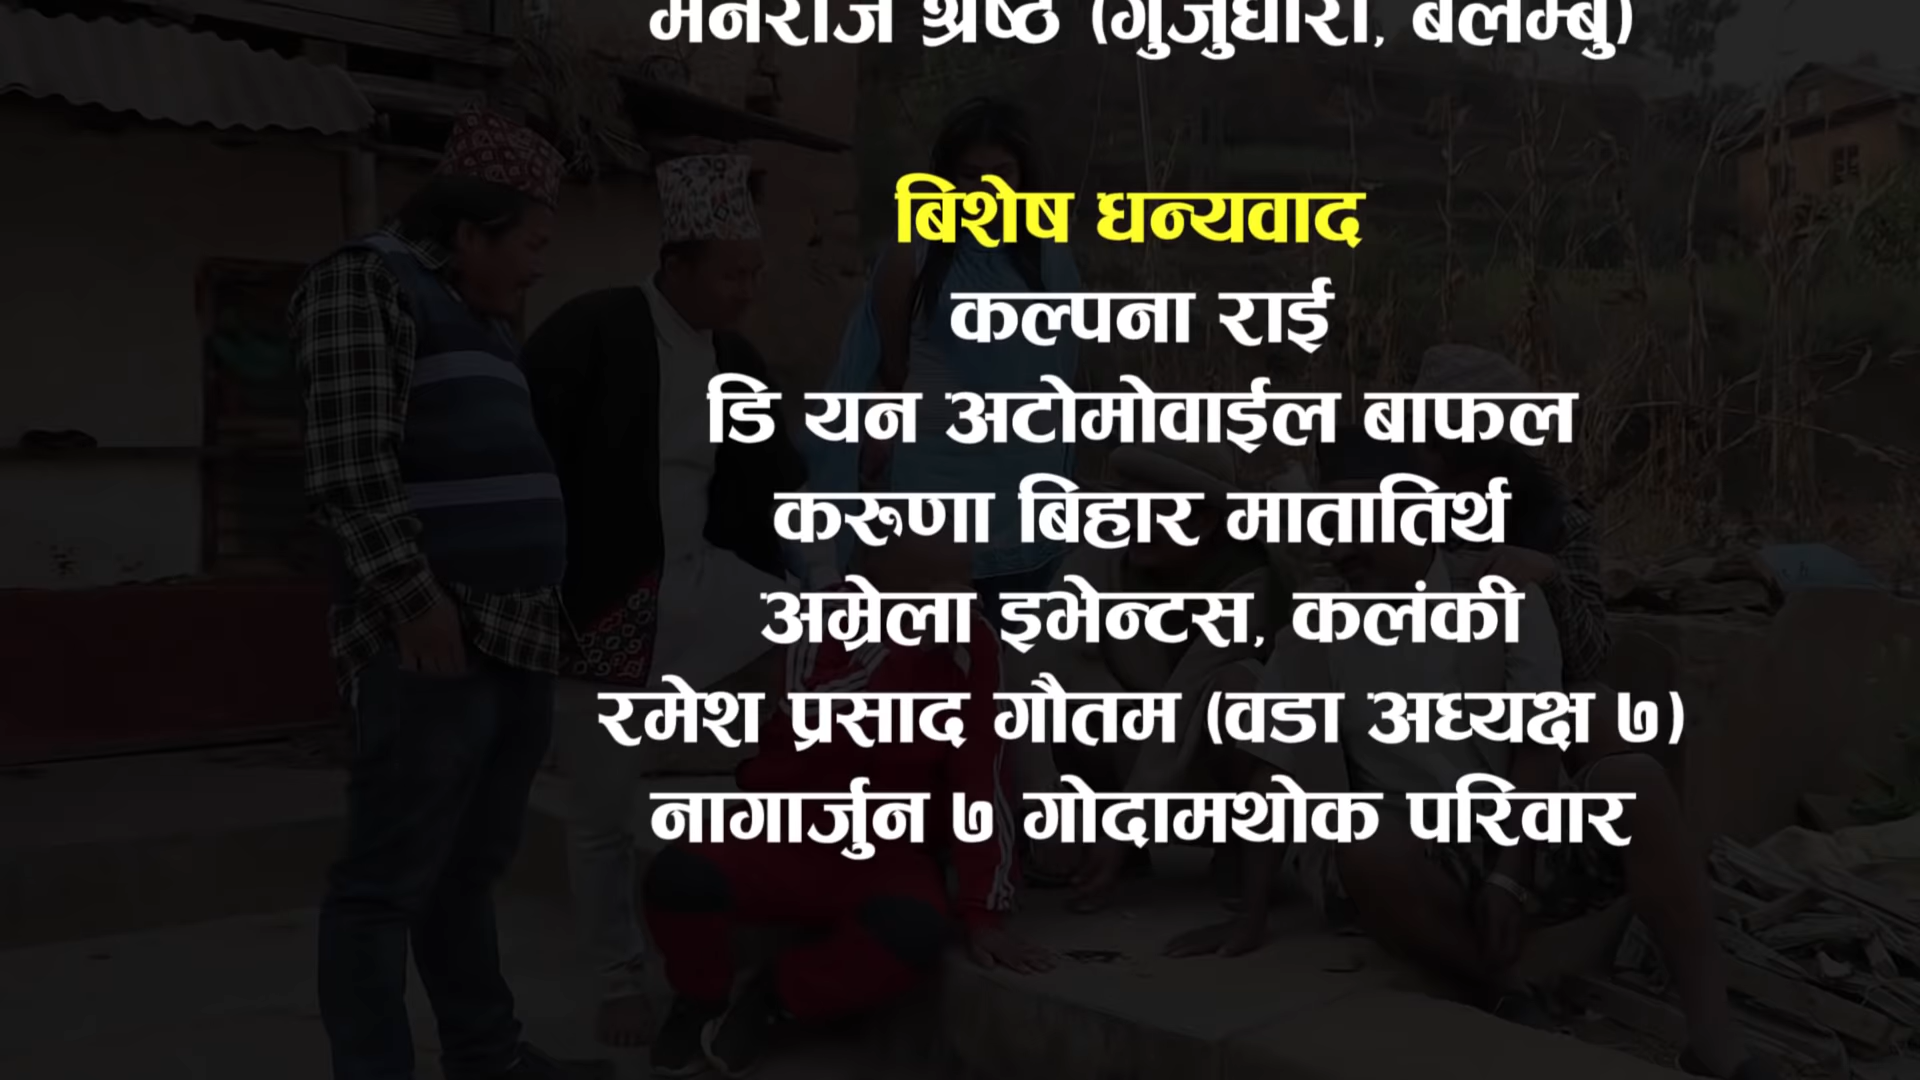 मनराज श्रेष्ठ (गुजुधारा, बलम्बु)
बिशेष धन्यवाद
कल्पना राई
डि यन अटोमोवाईल बाफल
करुणा बिहार मातातिर्थ
अम्रेला इभेन्टस, कलंकी
रमेश प्रसाद गौतम (वडा अध्यक्ष ७)
नागार्जुन ७ गोदामथोक परिवार